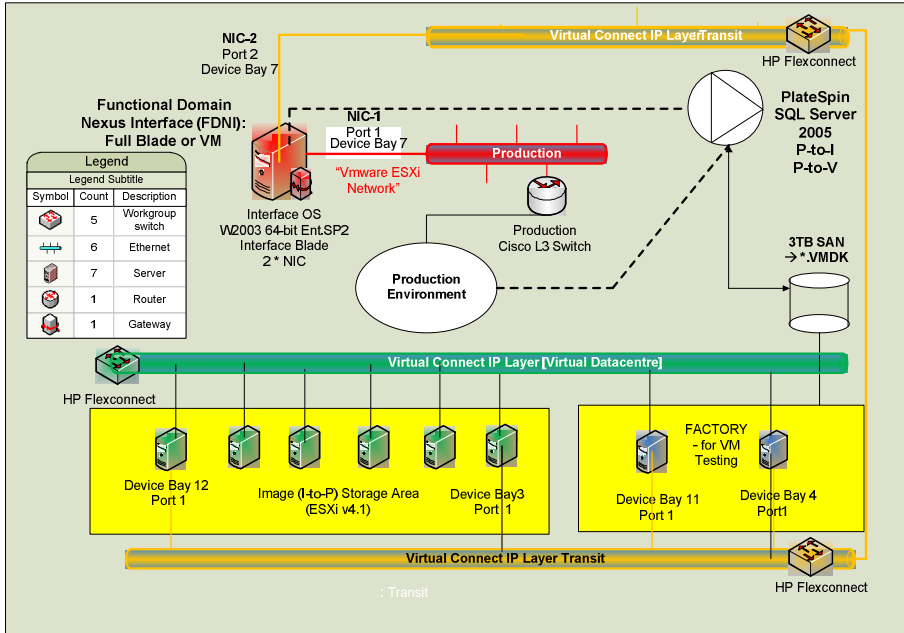 NIC-2
Port 2
Device Bay 7
Virtual Connect IP LayerTransit
HP Flexconnect
Functional Domain
Nexus Interface (FDNI):
Full Blade or VM
NIC-1
Port 1
Device Bay 7
Production
"Vmware ESXi
Network"
PlateSpin
SQL Server
2005
P-to-I
P-to-V
Legend
Legend Subtitle
Symbol Count Description
5 Workgroup
switch
6 Ethernet
7 Server
1 Router
1 Gateway
Interface OS
W2003 64-bit Ent.SP2
Interface Blade
2 * NIC
Production
Cisco L3 Switch
Production
Environment
3TB SAN
→ *.VMDK
Virtual Connect IP Layer [Virtual Datacentre]
HP Flexconnect
Device Bay 12
Port 1
Image (I-to-P) Storage Area
(ESXi v4.1)
Device Bay3
Port 1
FACTORY
- for VM
Testing
Device Bay 11
Port 1
Device Bay 4
Port1
Virtual Connect IP Layer Transit
HP Flexconnect
: Transit